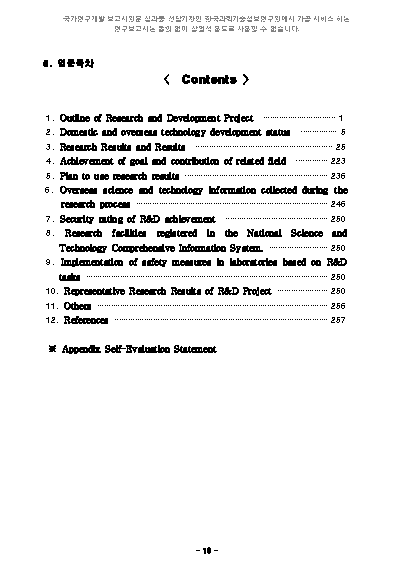 국가연구개발 보고서원문 성과물 전담기관인 한국과학기술정보연구원에서 가공·서비스 하는
연구보고서는 동의 없이 상업적 용도로 사용할 수 없습니다.
6. 영문목차
〈 Contents 〉
1. Outline of Research and Development Project ································ 1
2. Domestic and overseas technology development status ················ 5
3. Research Results and Results ······························································ 25
4. Achievement of goal and contribution of related field ·············· 223
5. Plan to use research results ································································ 236
6. Overseas science and technology information collected during the
research process ······················································································ 246
7. Security rating of R&D achievement ················································ 250
8. Research facilities registered in the National Science and
Technology Comprehensive Information System. ··························· 250
9. Implementation of safety measures in laboratories based on R&D
tasks ············································································································ 250
10. Representative Research Results of R&D Project ······················· 250
11. Others ······································································································· 256
12. References ······························································································· 257
※ Appendix Self-Evaluation Statement
- 18 -